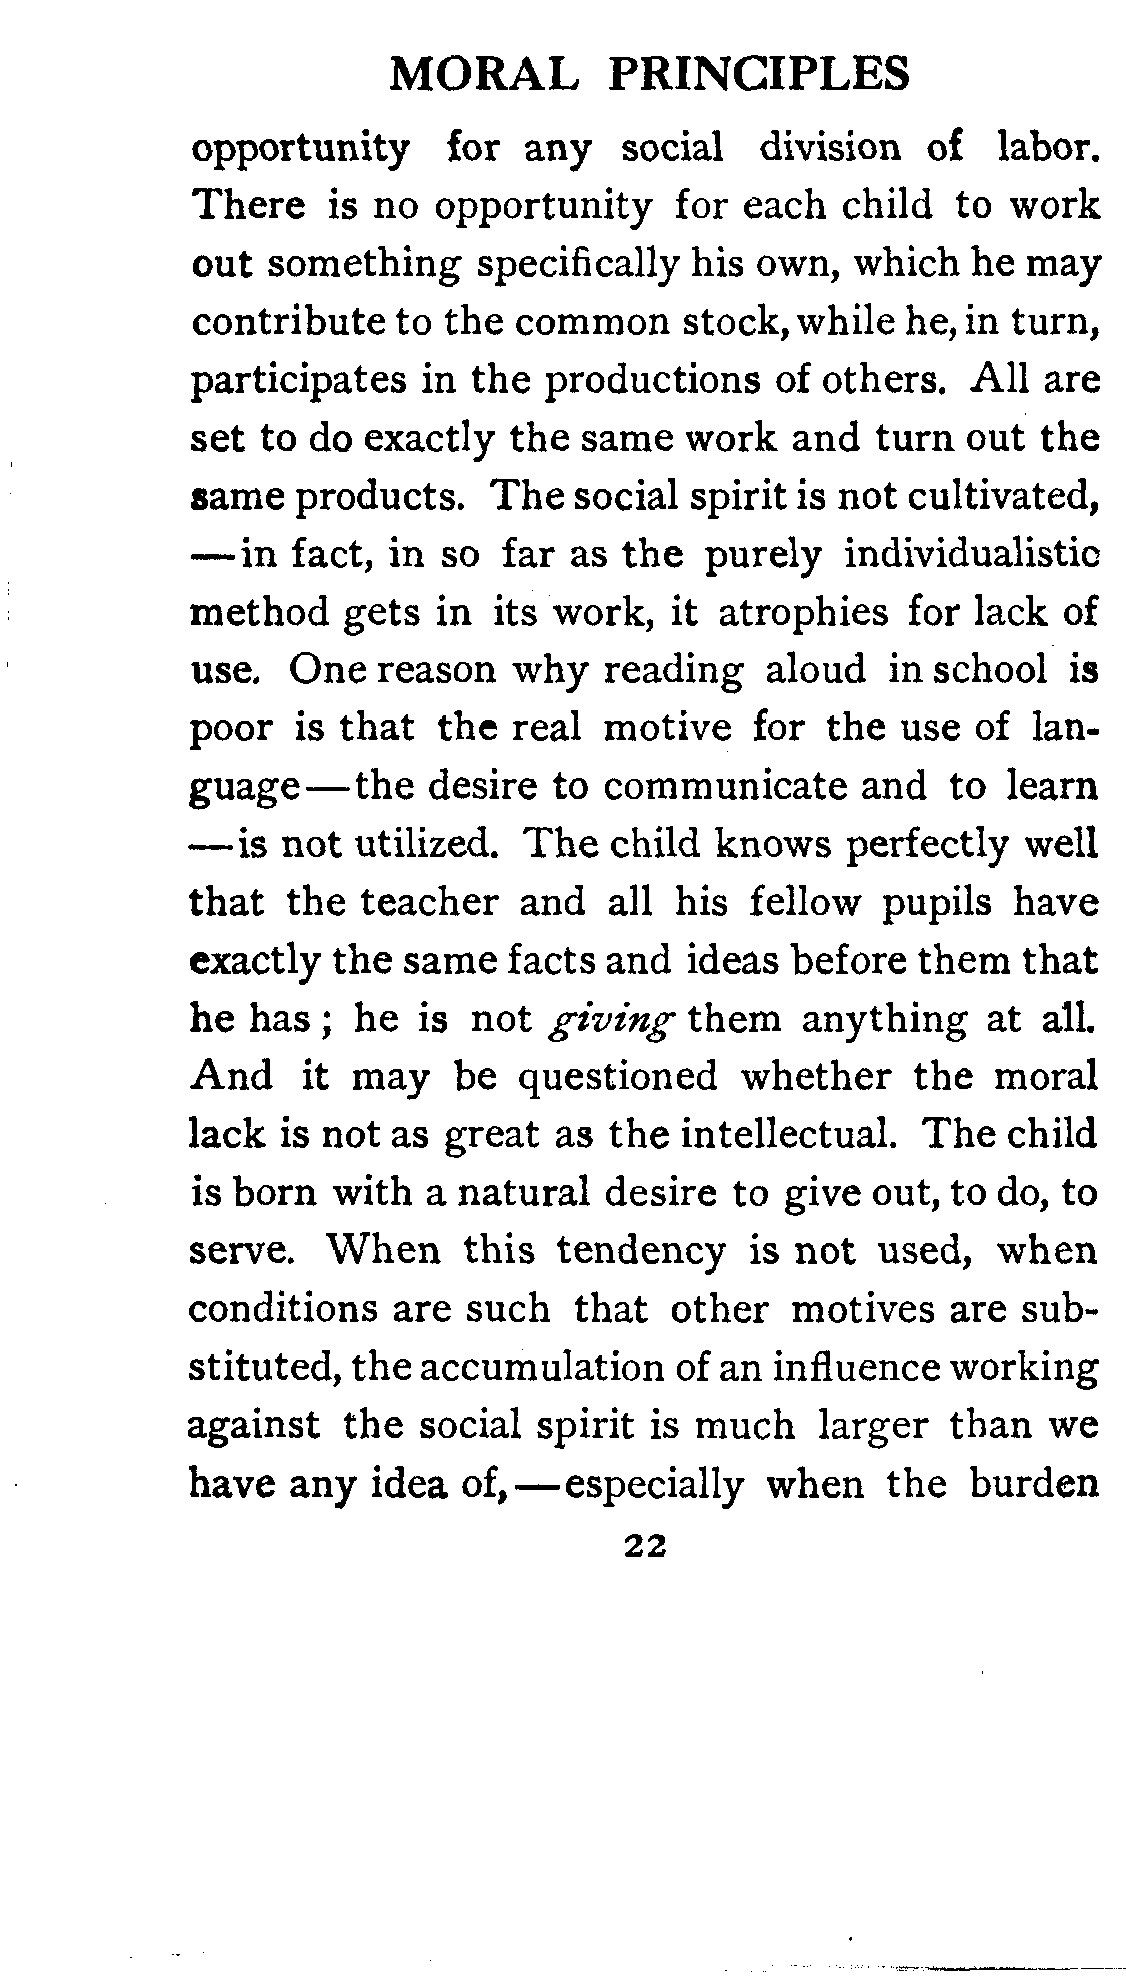 MORAL PRINCIPLES
opportunity for any social division of labor.
There is no opportunity for each child to work
out something specifically his own, which he may
contribute to the common stock, while he, in turn,
participates in the productions of others. All are
set to do exactly the same work and turn out the
same products. The social spirit is not cultivated,
—in fact, in so far as the purely individualistic
method gets in its work, it atrophies for lack of
use. One reason why reading aloud in school is
poor is that the real motive for the use of lan-
guage—the desire to communicate and to learn
—is not utilized. The child knows perfectly well
that the teacher and all his fellow pupils have
exactly the same facts and ideas before them that
he has ; he is not giving them anything at all.
And it may be questioned whether the moral
lack is not as great as the intellectual. The child
is born with a natural desire to give out, to do, to
serve. When this tendency is not used, when
conditions are such that other motives are sub-
stituted, the accumulation of an influence working
against the social spirit is much larger than we
have any idea of,—especially when the burden
22